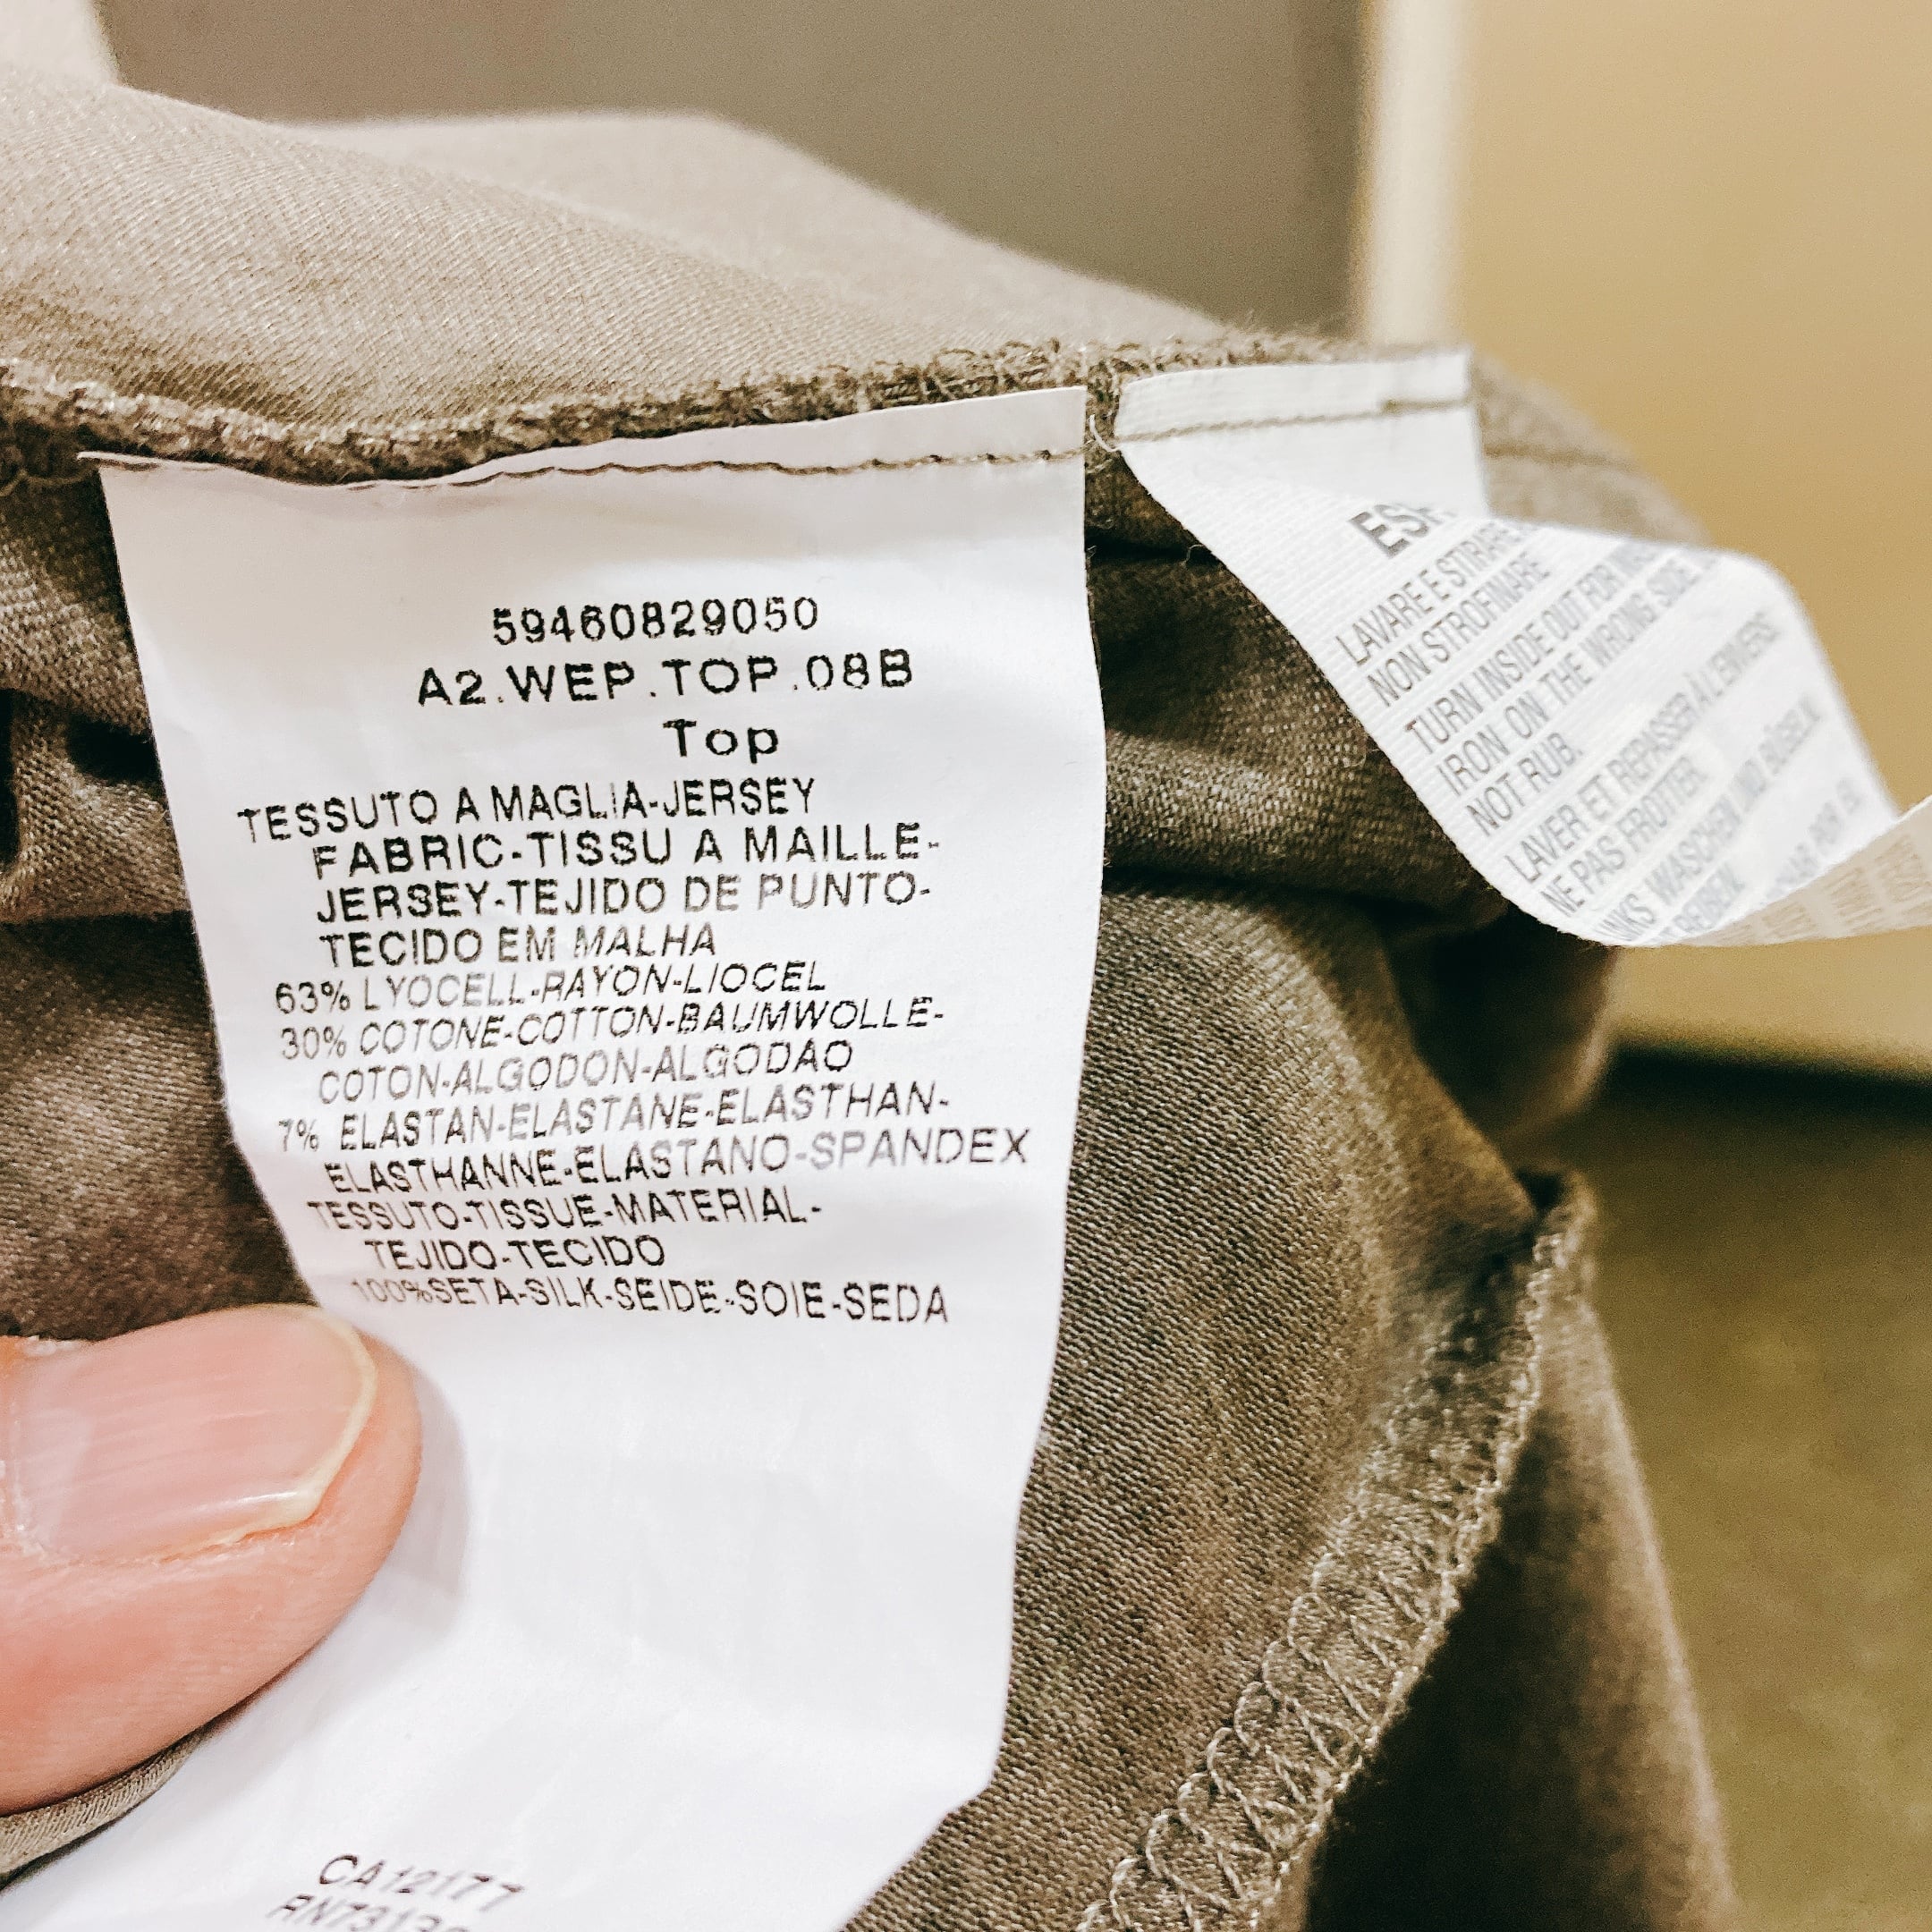 59460829050
A2.WEP.TOP.08B
Top
TESSUTO A MAGLIA-JERSEY
FABRIC-TISSU A MAILLE-
JERSEY-TEJIDO DE PUNTO-
TECIDO EM MALHA
63% LYOCELL-RAYON-LIOCEL
30% COTONE-COTTON-BAUMWOLLE-
COTON-ALGODON-ALGODAO
7% ELASTAN-ELASTANE-ELASTHAN-
ELASTHANNE-ELASTANO-SPANDEX
TESSUTO-TISSUE-MATERIAL-
TEJIDO-TECIDO
100%SETA-SILK-SEIDE-SOIE-SEDA
CA12177
LAVARE E STIRARE
NON STROFINARE
TURN INSIDE OUT FOR
IRON ON THE WRONG SIDE
NOT RUB.
LAVER ET REPASSER À L'ENVERS.
NE PAS FROTTER.
WASCHEN UND BÜGELN.